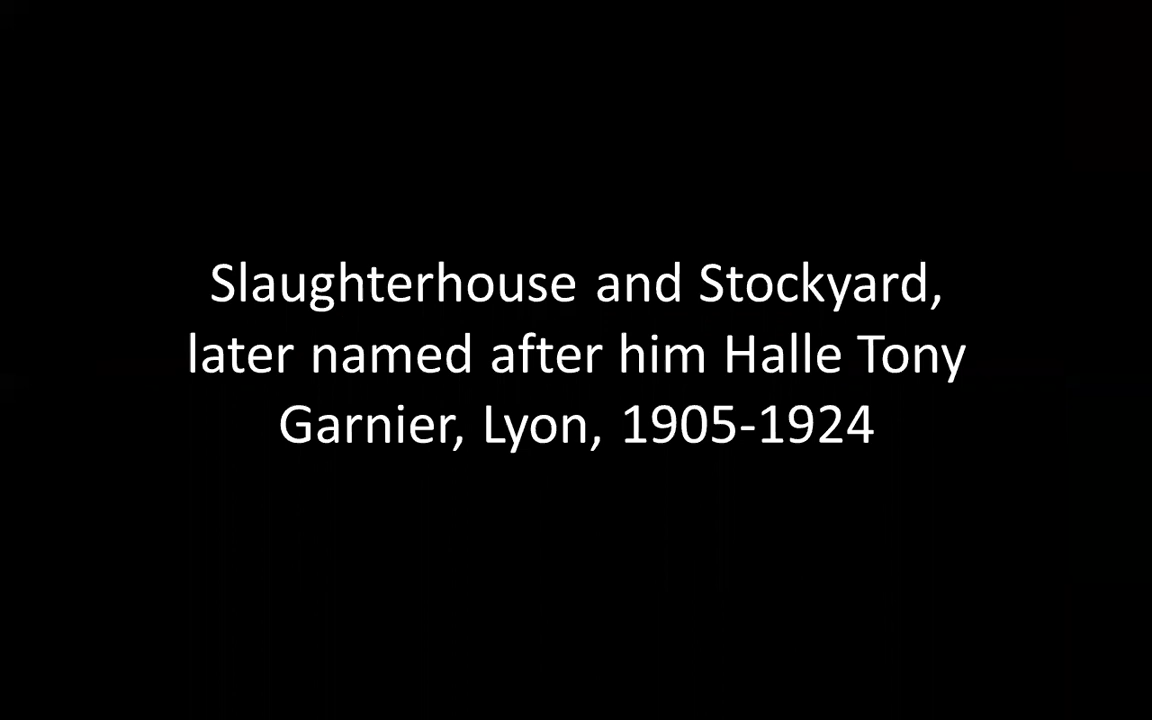 Slaughterhouse and Stockyard,
later named after him Halle Tony
Garnier, Lyon, 1905-1924